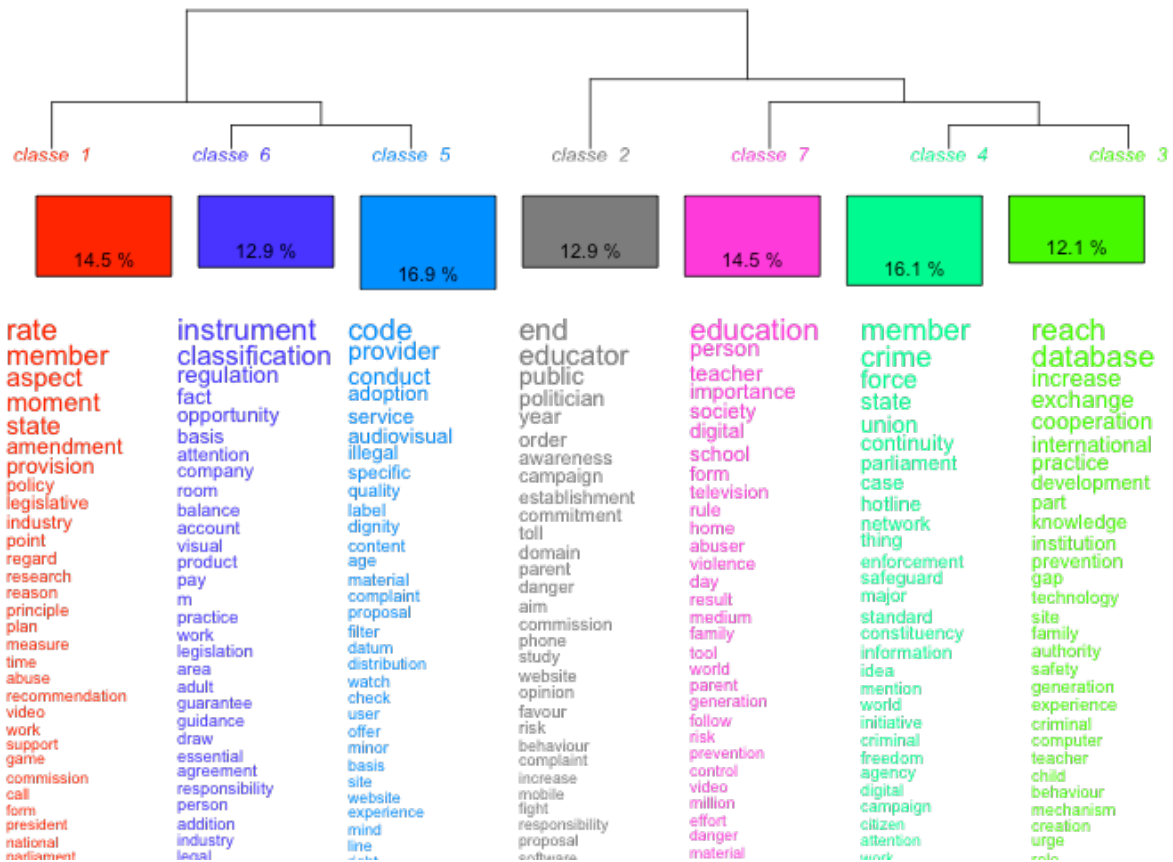 classe 1 classe 6 classe 5 classe 2 classe 7 classe 4 classe 3
14.5 % 12.9 % 16.9 % 12.9 % 14.5 % 16.1 % 12.1 %
rate
member
aspect
moment
state
amendment
provision
policy
legislative
industry
point
regard
research
reason
principle
plan
measure
time
abuse
recommendation
video
work
support
game
commission
call
form
president
national
parliament
instrument
classification
regulation
fact
opportunity
basis
attention
company
room
balance
account
visual
product
pay
m
practice
work
legislation
area
adult
guarantee
guidance
draw
essential
agreement
responsibility
person
addition
industry
legal
code
provider
conduct
adoption
service
audiovisual
illegal
specific
quality
label
dignity
content
age
material
complaint
proposal
filter
datum
distribution
watch
check
user
offer
minor
basis
site
website
experience
mind
line
end
educator
public
politician
year
order
awareness
campaign
establishment
commitment
toll
domain
parent
danger
aim
commission
phone
study
website
opinion
favour
risk
behaviour
complaint
increase
mobile
fight
responsibility
proposal
software
education
person
teacher
importance
society
digital
school
form
television
rule
home
abuser
violence
day
result
medium
family
tool
world
parent
generation
follow
risk
prevention
control
video
million
effort
danger
material
member
crime
force
state
union
continuity
parliament
case
hotline
network
thing
enforcement
safeguard
major
standard
constituency
information
idea
mention
world
initiative
criminal
freedom
agency
digital
campaign
citizen
attention
work
reach
database
increase
exchange
cooperation
international
practice
development
part
knowledge
institution
prevention
gap
technology
site
family
authority
safety
generation
experience
criminal
computer
teacher
child
behaviour
mechanism
creation
urge
role